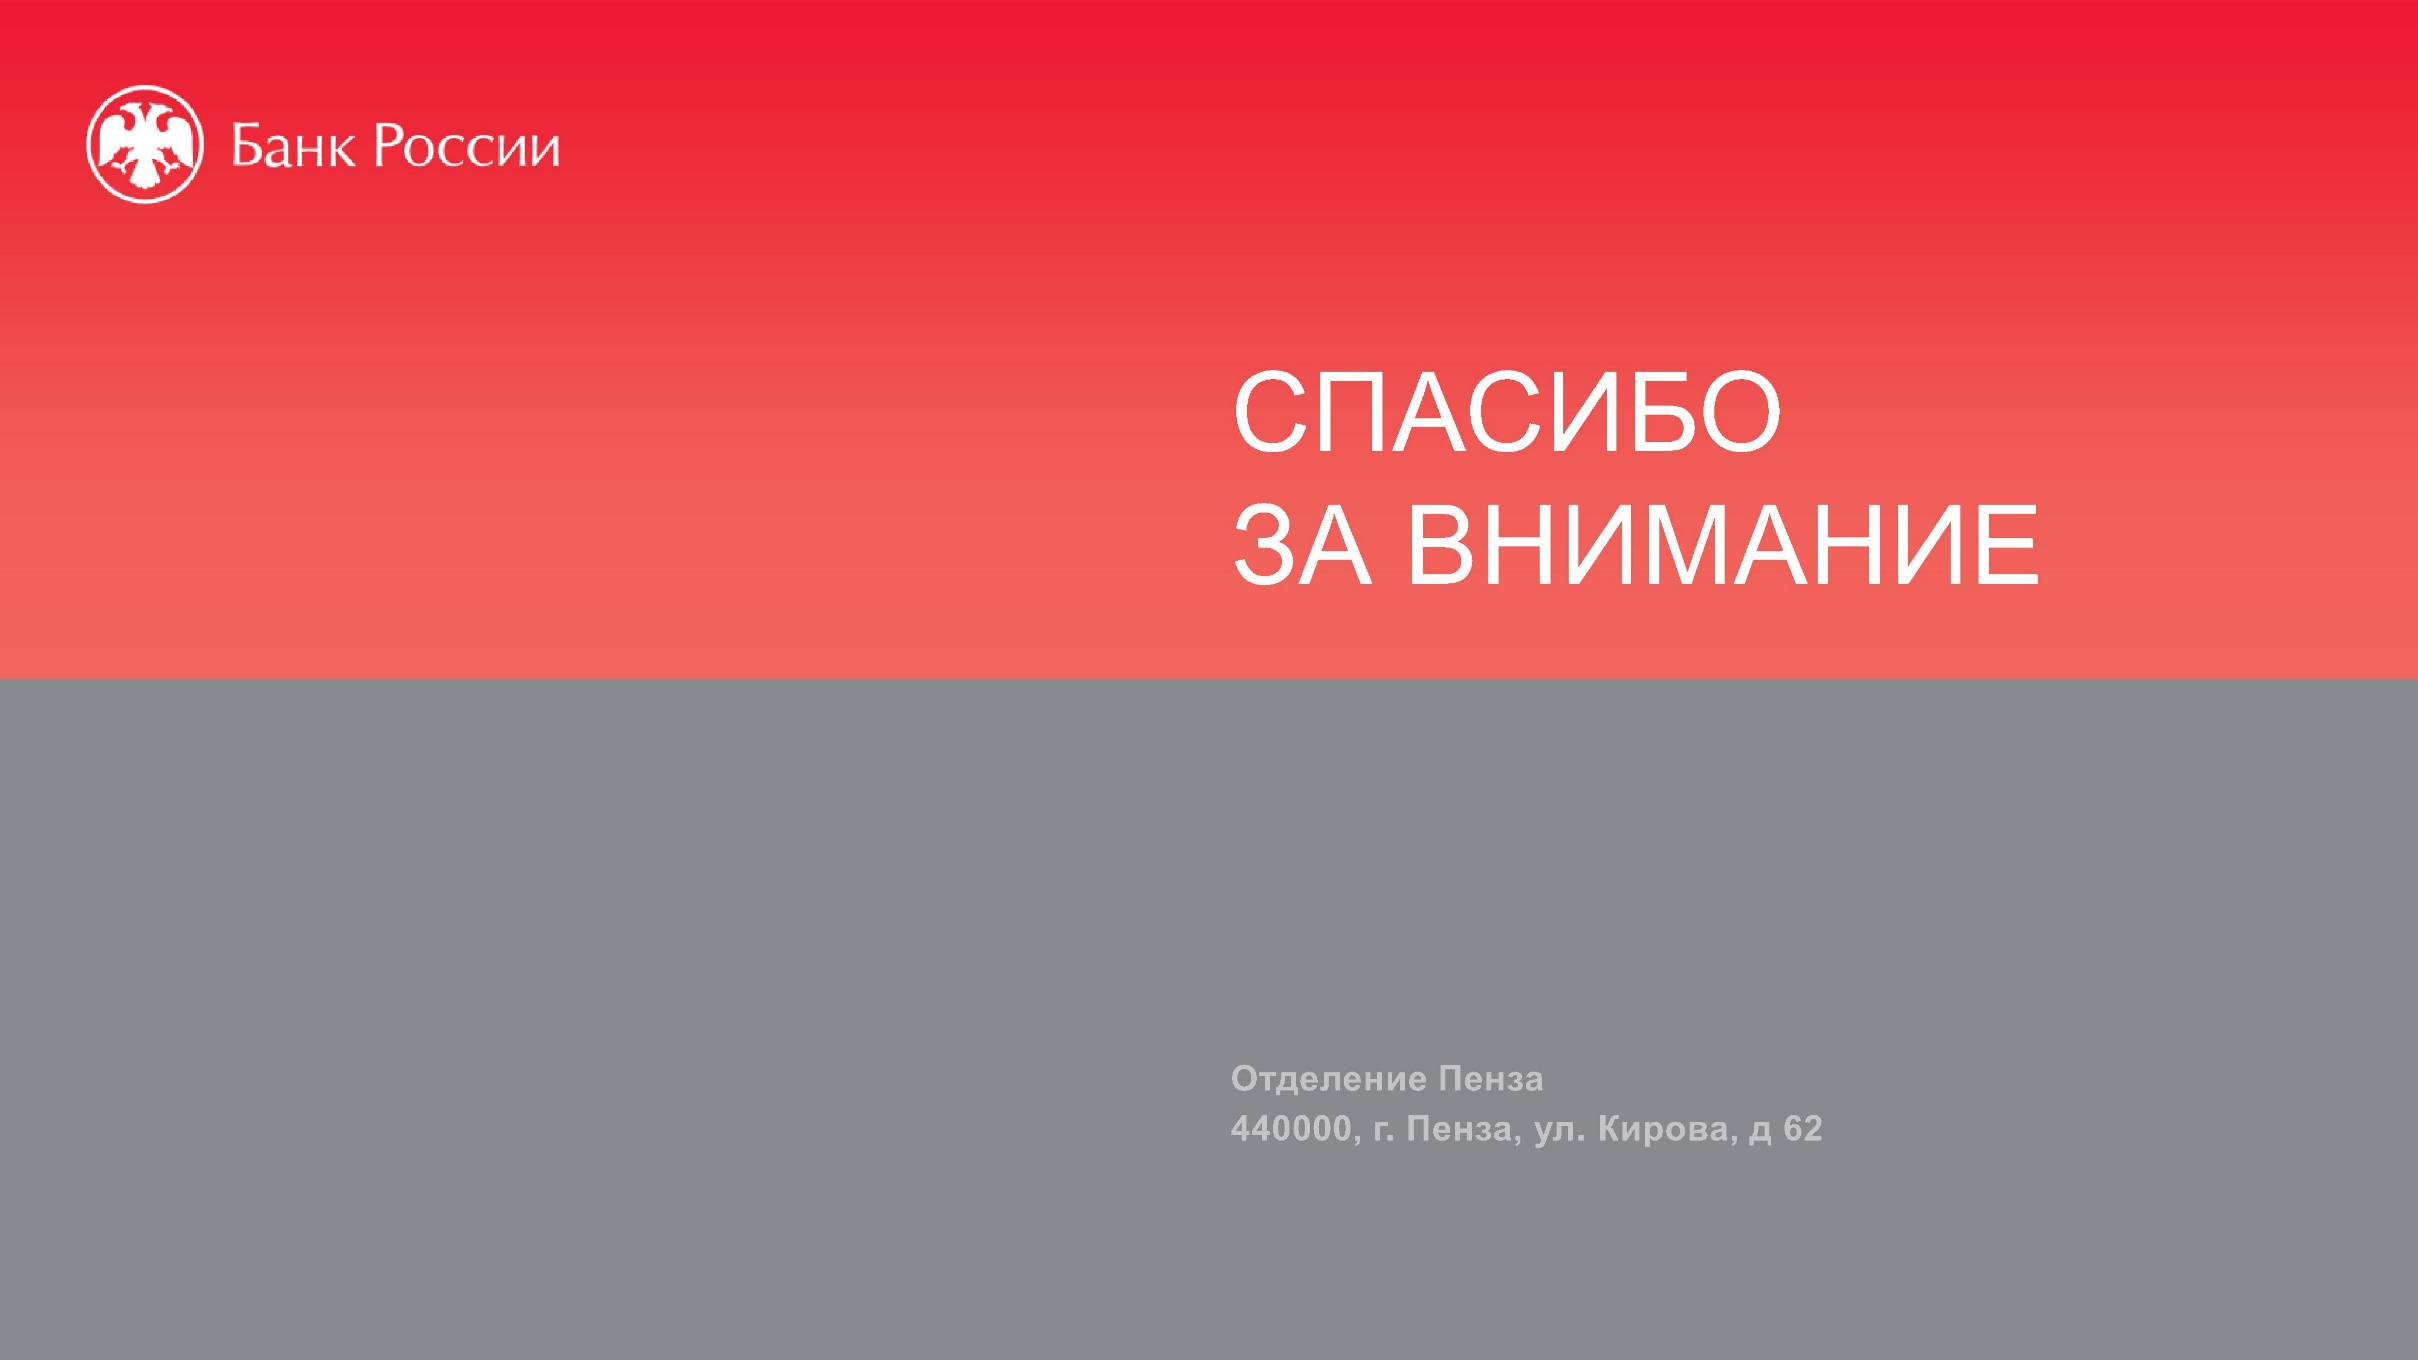 Банк России
СПАСИБО
ЗА ВНИМАНИЕ
Отделение Пенза
440000, г. Пенза, ул. Кирова, д 62